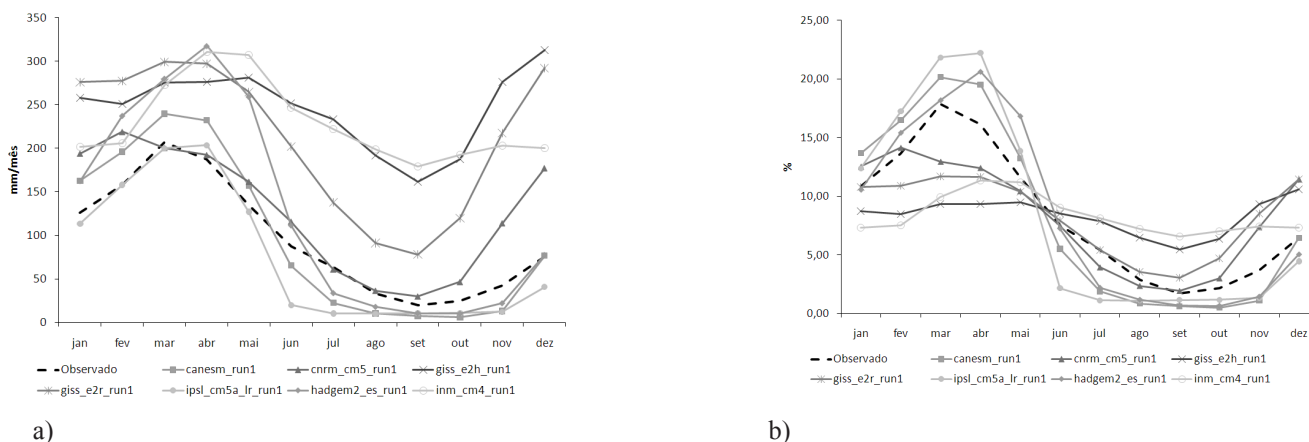 350
300
250
200
150
100
50
0
mm/mês
jan fev mar abr mai jun jul ago set out nov dez
Observado canesm_run1 cnrm_cm5_run1 giss_e2h_run1
giss_e2r_run1 ipsl_cm5a_lr_run1 hadgem2_es_run1 inm_cm4_run1
a)
25,00
20,00
15,00
10,00
5,00
0,00
%
jan fev mar abr mai jun jul ago set out nov dez
Observado canesm_run1 cnrm_cm5_run1 giss_e2h_run1
giss_e2r_run1 ipsl_cm5a_lr_run1 hadgem2_es_run1 inm_cm4_run1
b)